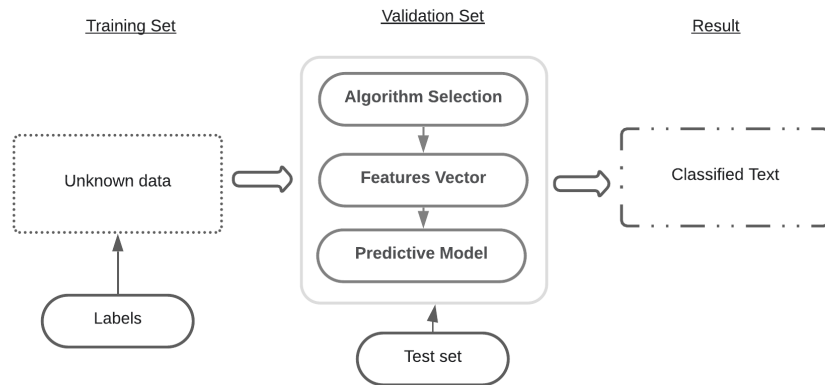 Training Set
Validation Set
Result
Algorithm Selection
Unknown data
Features Vector
Classified Text
Predictive Model
Labels
Test set